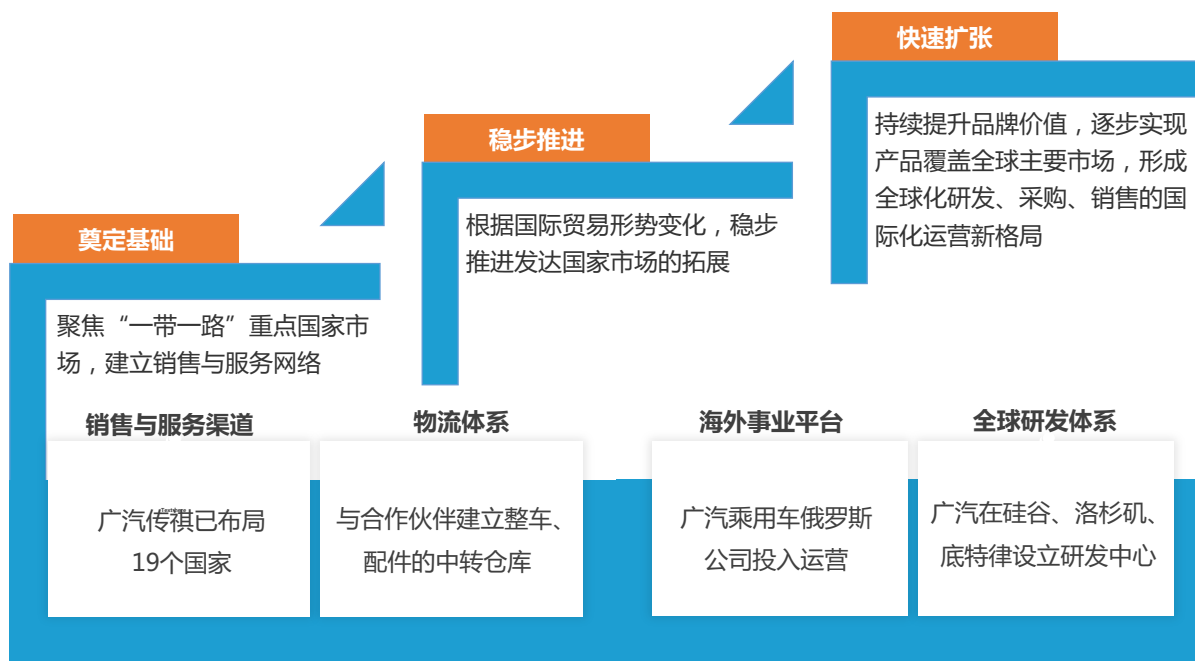 快速扩张
持续提升品牌价值，逐步实现
产品覆盖全球主要市场，形成
全球化研发、采购、销售的国
际化运营新格局
稳步推进
根据国际贸易形势变化，稳步
推进发达国家市场的拓展
奠定基础
聚焦“一带一路”重点国家市
场，建立销售与服务网络
销售与服务渠道
广汽传祺已布局
19个国家
物流体系
与合作伙伴建立整车、
配件的中转仓库
海外事业平台
广汽乘用车俄罗斯
公司投入运营
全球研发体系
广汽在硅谷、洛杉矶、
底特律设立研发中心